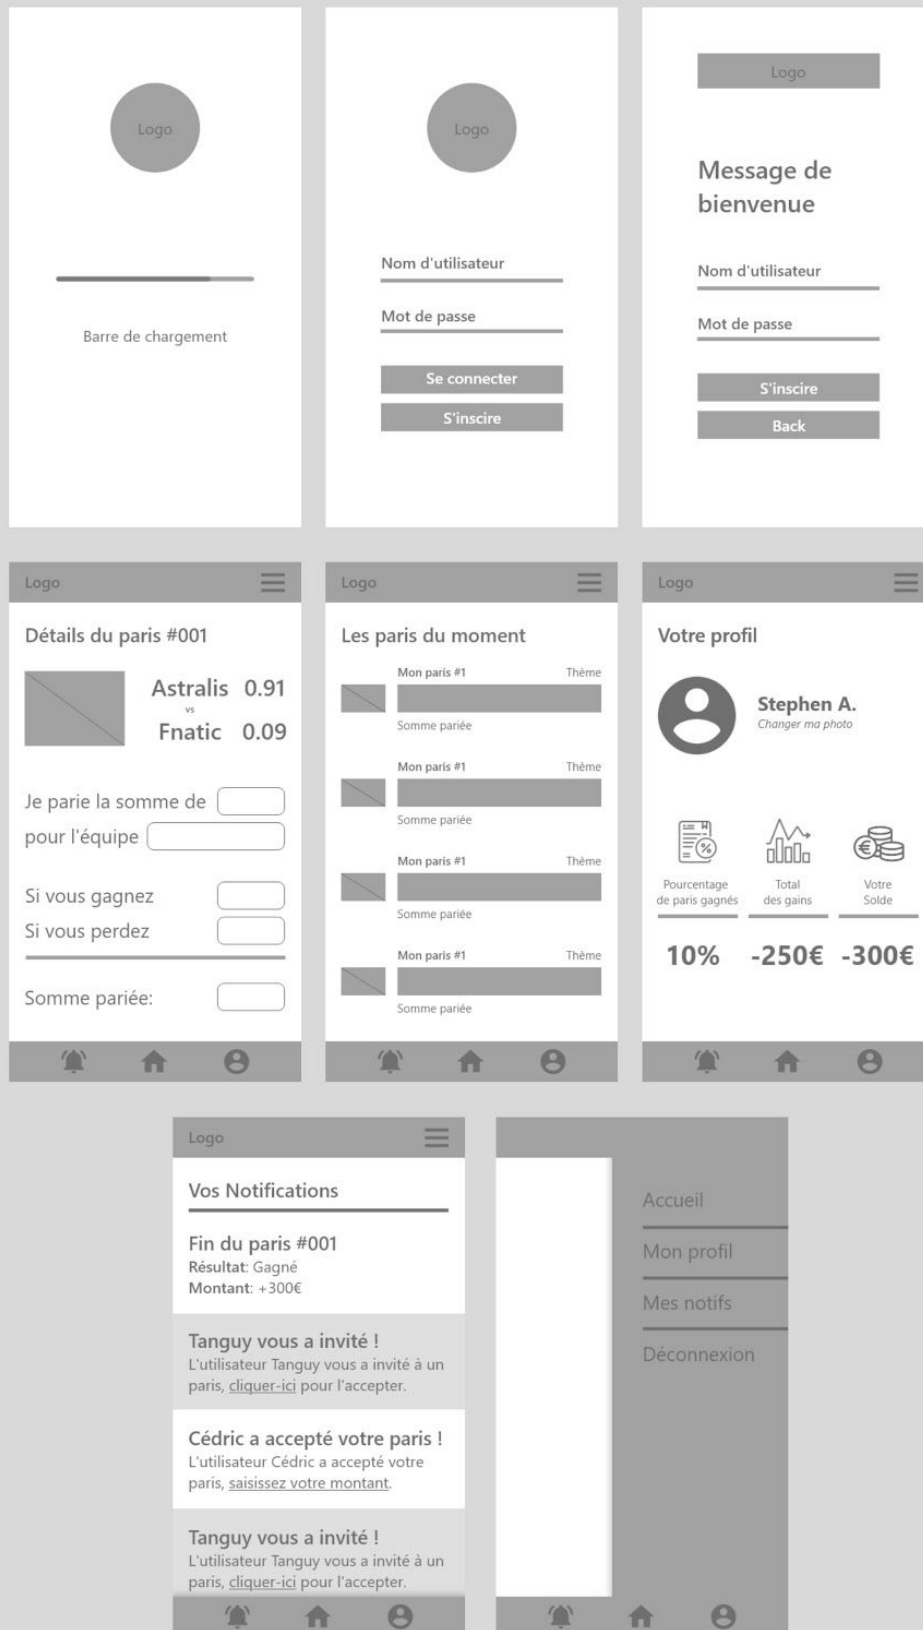 Logo
Barre de chargement
Logo
Nom d'utilisateur
Mot de passe
Se connecter
S'inscire
Logo
Message de
bienvenue
Nom d'utilisateur
Mot de passe
S'inscire
Back
Logo
Détails du paris #001
Astralis 0.91
vs
Fnatic 0.09
Je parie la somme de
pour l'équipe
Si vous gagnez
Si vous perdez
Somme pariée:
Logo
Les paris du moment
Mon paris #1 Thème
Somme pariée
Mon paris #1 Thème
Somme pariée
Mon paris #1 Thème
Somme pariée
Mon paris #1 Thème
Somme pariée
Logo
Votre profil
Stephen A.
Changer ma photo
Pourcentage
de paris gagnés
Total
des gains
Votre
Solde
10% -250€ -300€
Logo
Vos Notifications
Fin du paris #001
Résultat: Gagné
Montant: +300€
Tanguy vous a invité !
L'utilisateur Tanguy vous a invité à un
paris, cliquer-ici pour l'accepter.
Cédric a accepté votre paris !
L'utilisateur Cédric a accepté votre
paris, saisissez votre montant.
Tanguy vous a invité !
L'utilisateur Tanguy vous a invité à un
paris, cliquer-ici pour l'accepter.
Accueil
Mon profil
Mes notifs
Déconnexion